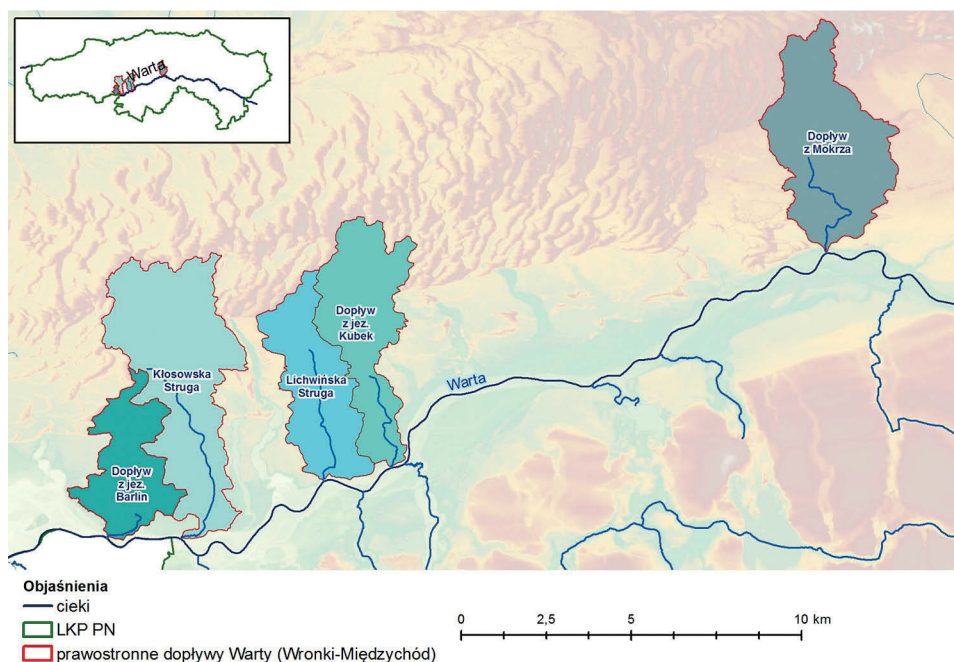 Warta
Dopływ
z Mokrza
Dopływ
z jez.
Kubek
Kłosowska
Struga
Lichwińska
Struga
Warta
Dopływ
z jez.
Barlin
Objaśnienia
cieki
LKP PN
prawostronne dopływy Warty (Wronki-Międzychód)
0 2,5 5 10 km